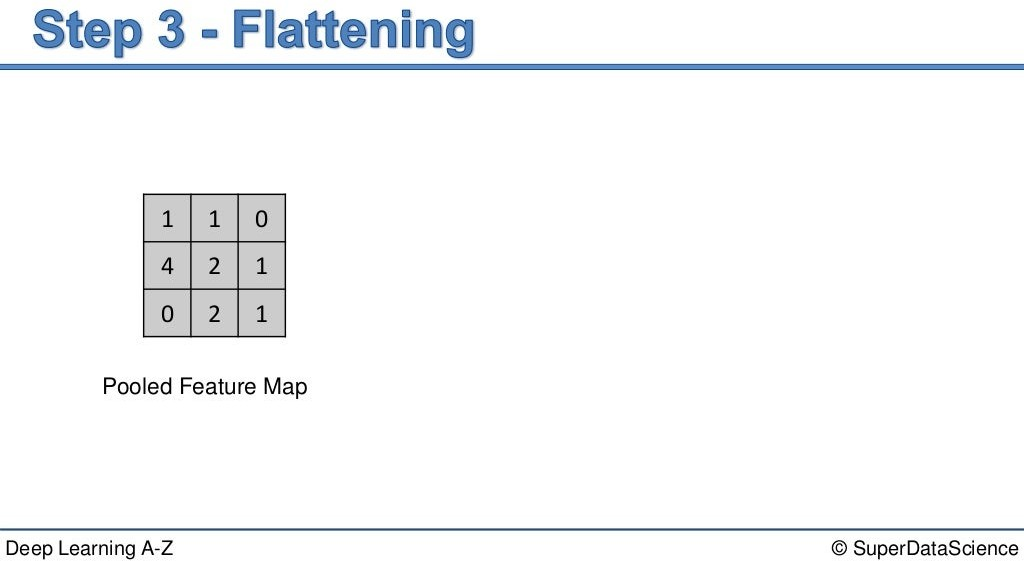 Step 3 - Flattening
1 1 0
4 2 1
0 2 1
Pooled Feature Map
Deep Learning A-Z
© SuperDataScience